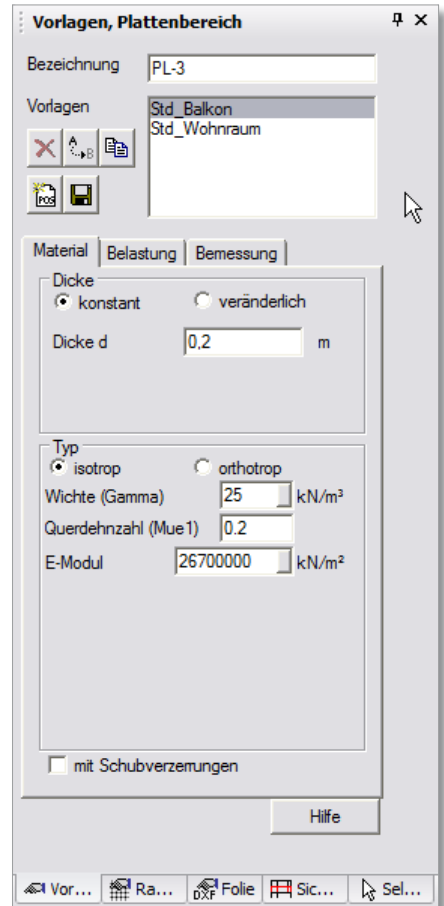 Vorlagen, Plattenbereich
Bezeichnung PL-3
Vorlagen Std_Balkon
Std_Wohnraum
A B
POS
Material Belastung Bemessung
Dicke
konstant veränderlich
Dicke d 0,2 m
Typ
isotrop orthotrop
Wichte (Gamma) 25 kN/m³
Querdehnzahl (Mue1) 0.2
E-Modul 26700000 kN/m²
mit Schubverzerrungen
Hilfe
Vor... Ra... DXF Folie Sic... Sel...